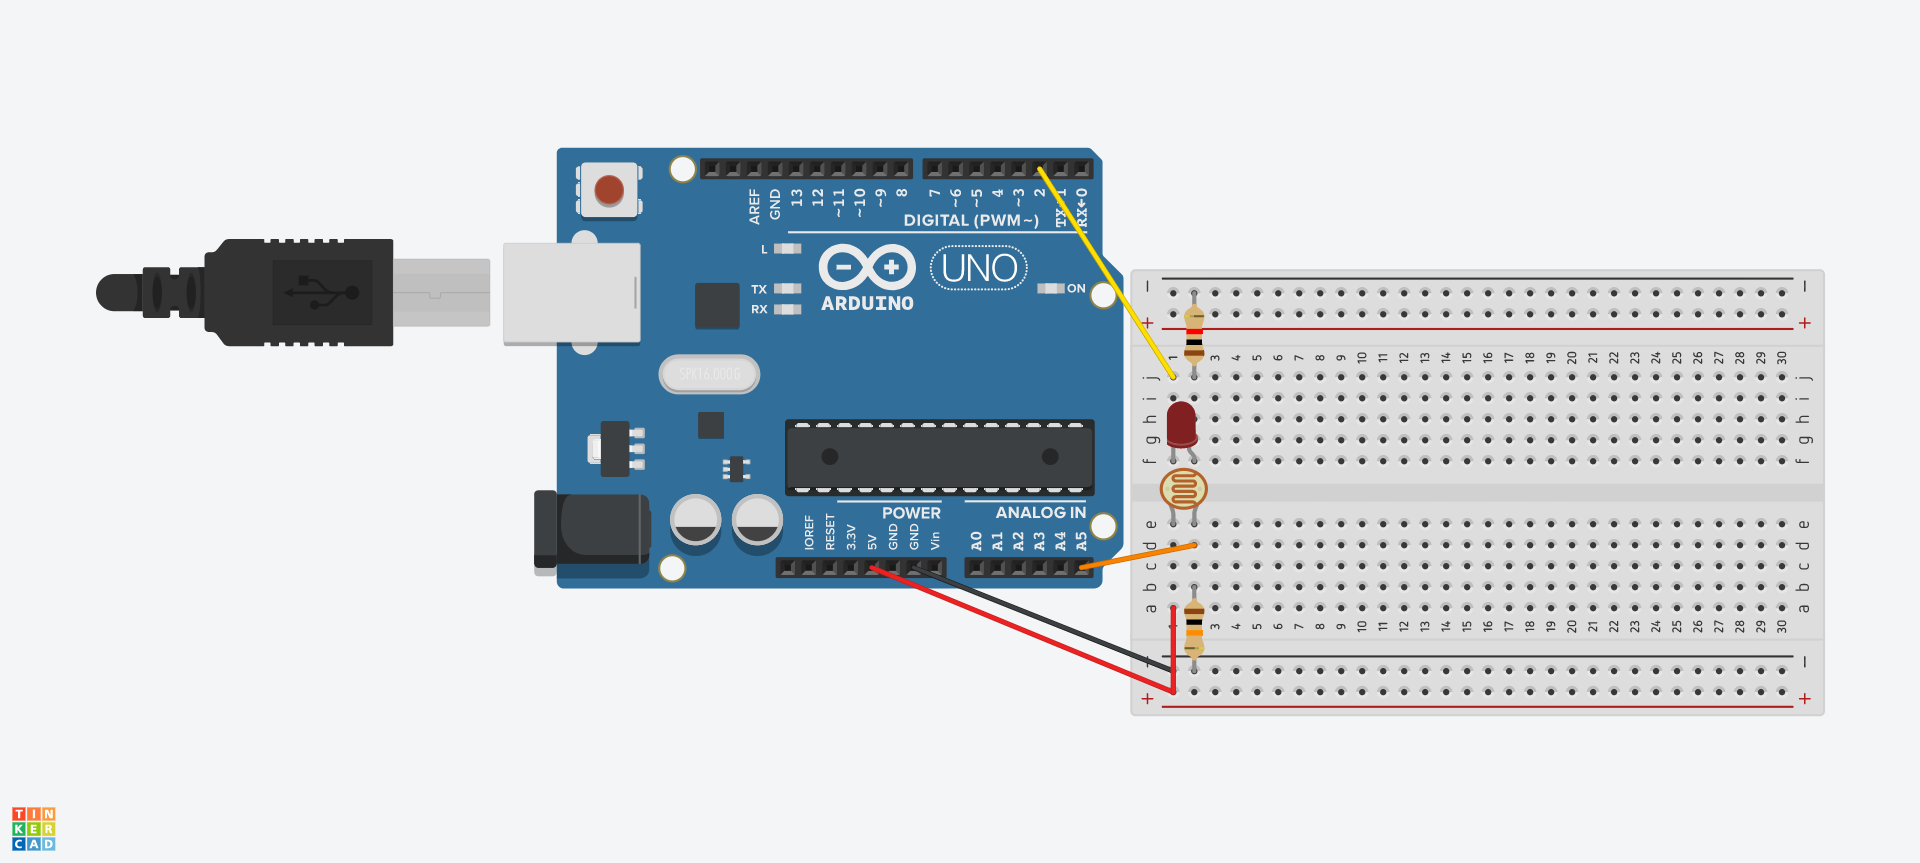 AREF GND 13 12 ~11 ~10 ~9 8 7 ~6 ~5 4 ~3 2 TX→1 RX←0
DIGITAL (PWM~)
L
TX
RX
ARDUINO
UNO
ON
SPK16.000G
POWER
ANALOG IN
IOREF RESET 3.3V 5V GND GND Vin A0 A1 A2 A3 A4 A5
− −
+ +
1 3 4 5 6 7 8 9 10 11 12 13 14 15 16 17 18 19 20 21 22 23 24 25 26 27 28 29 30
j j
i i
h h
g g
f f
e e
d d
c c
b b
a a
1 3 4 5 6 7 8 9 10 11 12 13 14 15 16 17 18 19 20 21 22 23 24 25 26 27 28 29 30
− −
+ +
TIN
KER
CAD